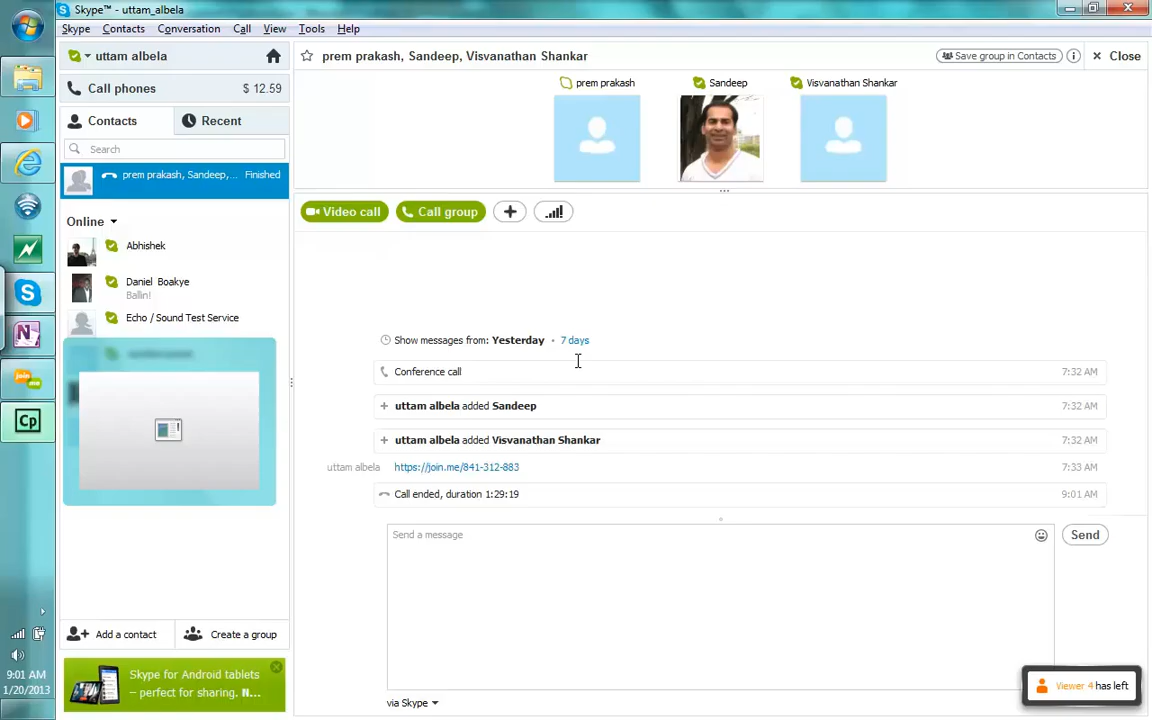 Skype™ - uttam_albela
Skype Contacts Conversation Call View Tools Help
uttam albela
Call phones $ 12.59
Contacts Recent
Search
prem prakash, Sandeep,... Finished
Online
Abhishek
Daniel Boakye
Ballin!
Echo / Sound Test Service
Add a contact Create a group
Skype for Android tablets
– perfect for sharing. N...
prem prakash, Sandeep, Visvanathan Shankar
Save group in Contacts
Close
prem prakash Sandeep Visvanathan Shankar
Video call Call group
Show messages from: Yesterday • 7 days
Conference call 7:32 AM
uttam albela added Sandeep 7:32 AM
uttam albela added Visvanathan Shankar 7:32 AM
uttam albela https://join.me/841-312-883 7:33 AM
Call ended, duration 1:29:19 9:01 AM
Send a message
Send
via Skype
Viewer 4 has left
join me
Cp
9:01 AM
1/20/2013